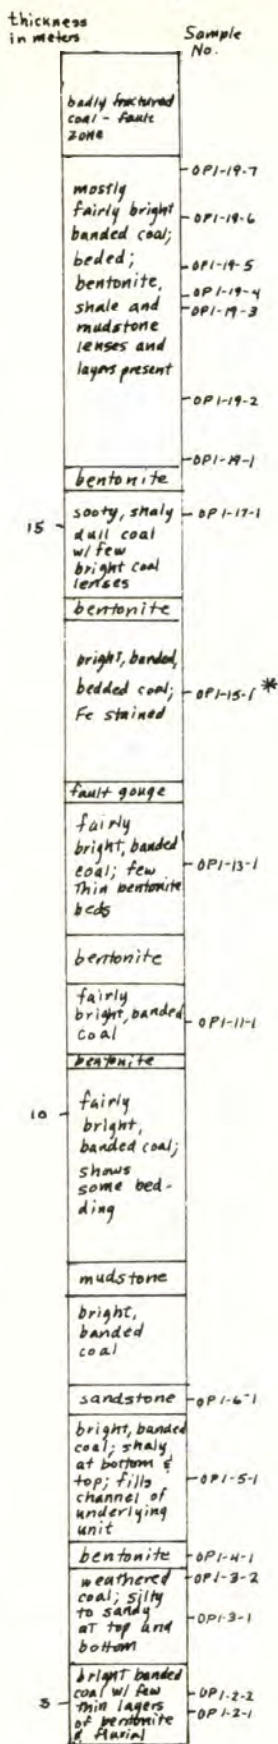 thickness
in meters
Sample
No.
badly fractured
coal - fault
zone
OP1-19-7
mostly
fairly bright
banded coal;
beded;
bentonite,
shale and
mudstone
lenses and
layers present
OP1-19-6
OP1-19-5
OP1-19-4
OP1-19-3
OP1-19-2
OP1-19-1
bentonite
15
sooty, shaly
dull coal
w/ few
bright coal
lenses
OP1-17-1
bentonite
bright, banded,
bedded coal;
Fe stained
OP1-15-1 *
fault gouge
fairly
bright, banded
coal; few
thin bentonite
beds
OP1-13-1
bentonite
fairly
bright, banded
coal
OP1-11-1
bentonite
10
fairly
bright,
banded coal;
shows
some bed-
ding
mudstone
bright,
banded
coal
sandstone
OP1-6-1
bright, banded
coal; shaly
at bottom &
top; fills
channel of
underlying
unit
OP1-5-1
bentonite
OP1-4-1
weathered
coal; silty
to sandy
at top and
bottom
OP1-3-2
OP1-3-1
5
bright banded
coal w/ few
thin layers
of bentonite
& fluvial
OP1-2-2
OP1-2-1